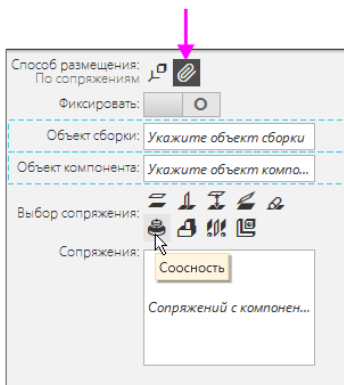 Способ размещения:
По сопряжениям
Фиксировать:
Объект сборки: Укажите объект сборки
Объект компонента: Укажите объект компо...
Выбор сопряжения:
Сопряжения:
Соосность
Сопряжений с компонен...